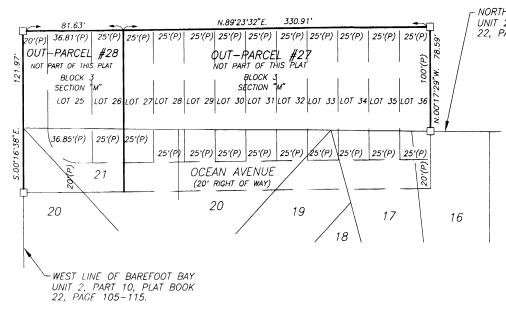 81.63'
N.89°23'32"E. 330.91'
NORTH
UNIT 2
22, PA
20'(P) 36.81'(P) 25'(P) 25'(P) 25'(P) 25'(P) 25'(P) 25'(P) 25'(P) 25'(P) 25'(P) 25'(P)
OUT-PARCEL #28
NOT PART OF THIS PLAT
BLOCK 3
SECTION "M"
OUT-PARCEL #27
NOT PART OF THIS PLAT
BLOCK 3
SECTION "M"
LOT 25 LOT 26 LOT 27 LOT 28 LOT 29 LOT 30 LOT 31 LOT 32 LOT 33 LOT 34 LOT 35 LOT 36
121.97'
S.00°16'38"E.
100'(P)
N.00°17'29"W. 78.59'
36.85'(P) 25'(P) 25'(P)
25'(P) 25'(P) 25'(P) 25'(P) 25'(P) 25'(P) 25'(P) 25'(P)
20'(P)
21
OCEAN AVENUE
(20' RIGHT OF WAY)
20'(P)
20
20
19
18
17
16
WEST LINE OF BAREFOOT BAY
UNIT 2, PART 10, PLAT BOOK
22, PAGE 105-115.